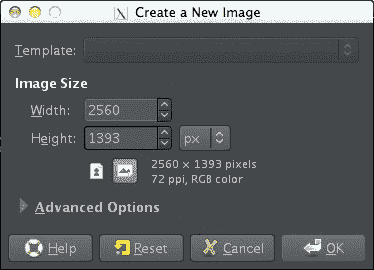 Create a New Image
Template:
Image Size
Width: 2560
Height: 1393 px
2560 × 1393 pixels
72 ppi, RGB color
Advanced Options
Help Reset Cancel OK